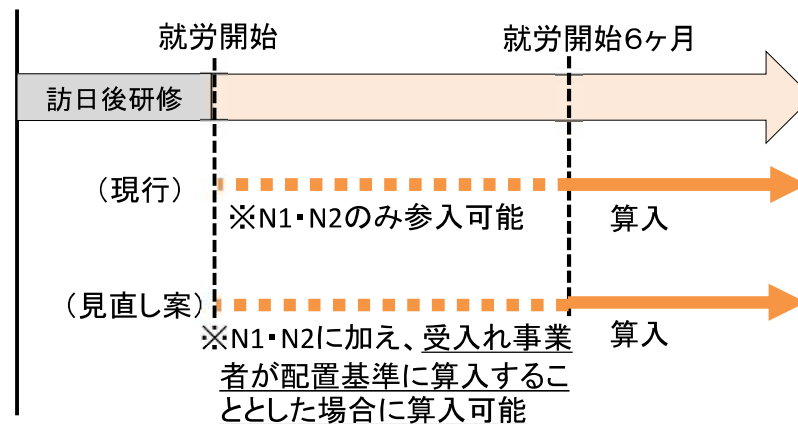 就労開始
就労開始6ヶ月
訪日後研修
（現行）
※N1・N2のみ参入可能
算入
（見直し案）
※N1・N2に加え、受入れ事業
者が配置基準に算入するこ
ととした場合に算入可能
算入